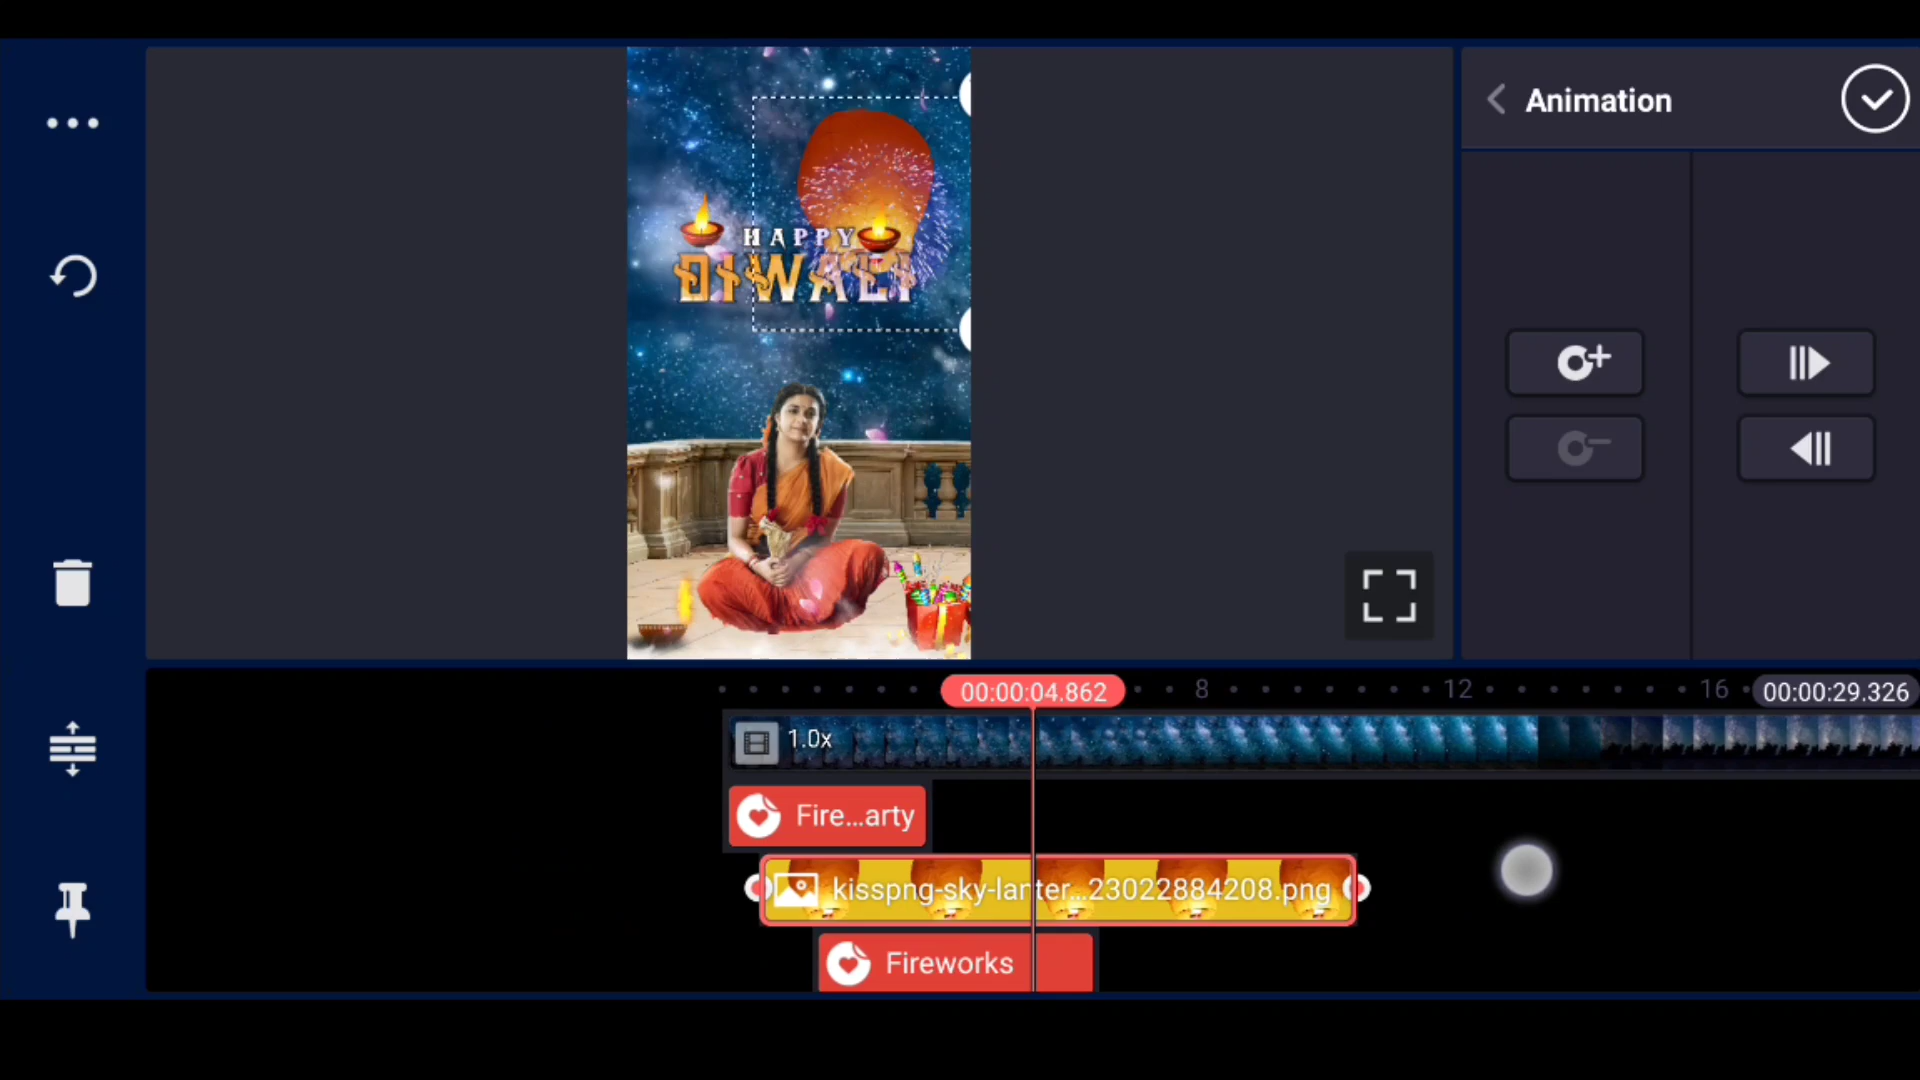 Animation
HAPPY
DIWALI
00:00:04.862
8
12
16
00:00:29.326
1.0x
Fire...arty
kisspng-sky-lanter...23022884208.png
Fireworks